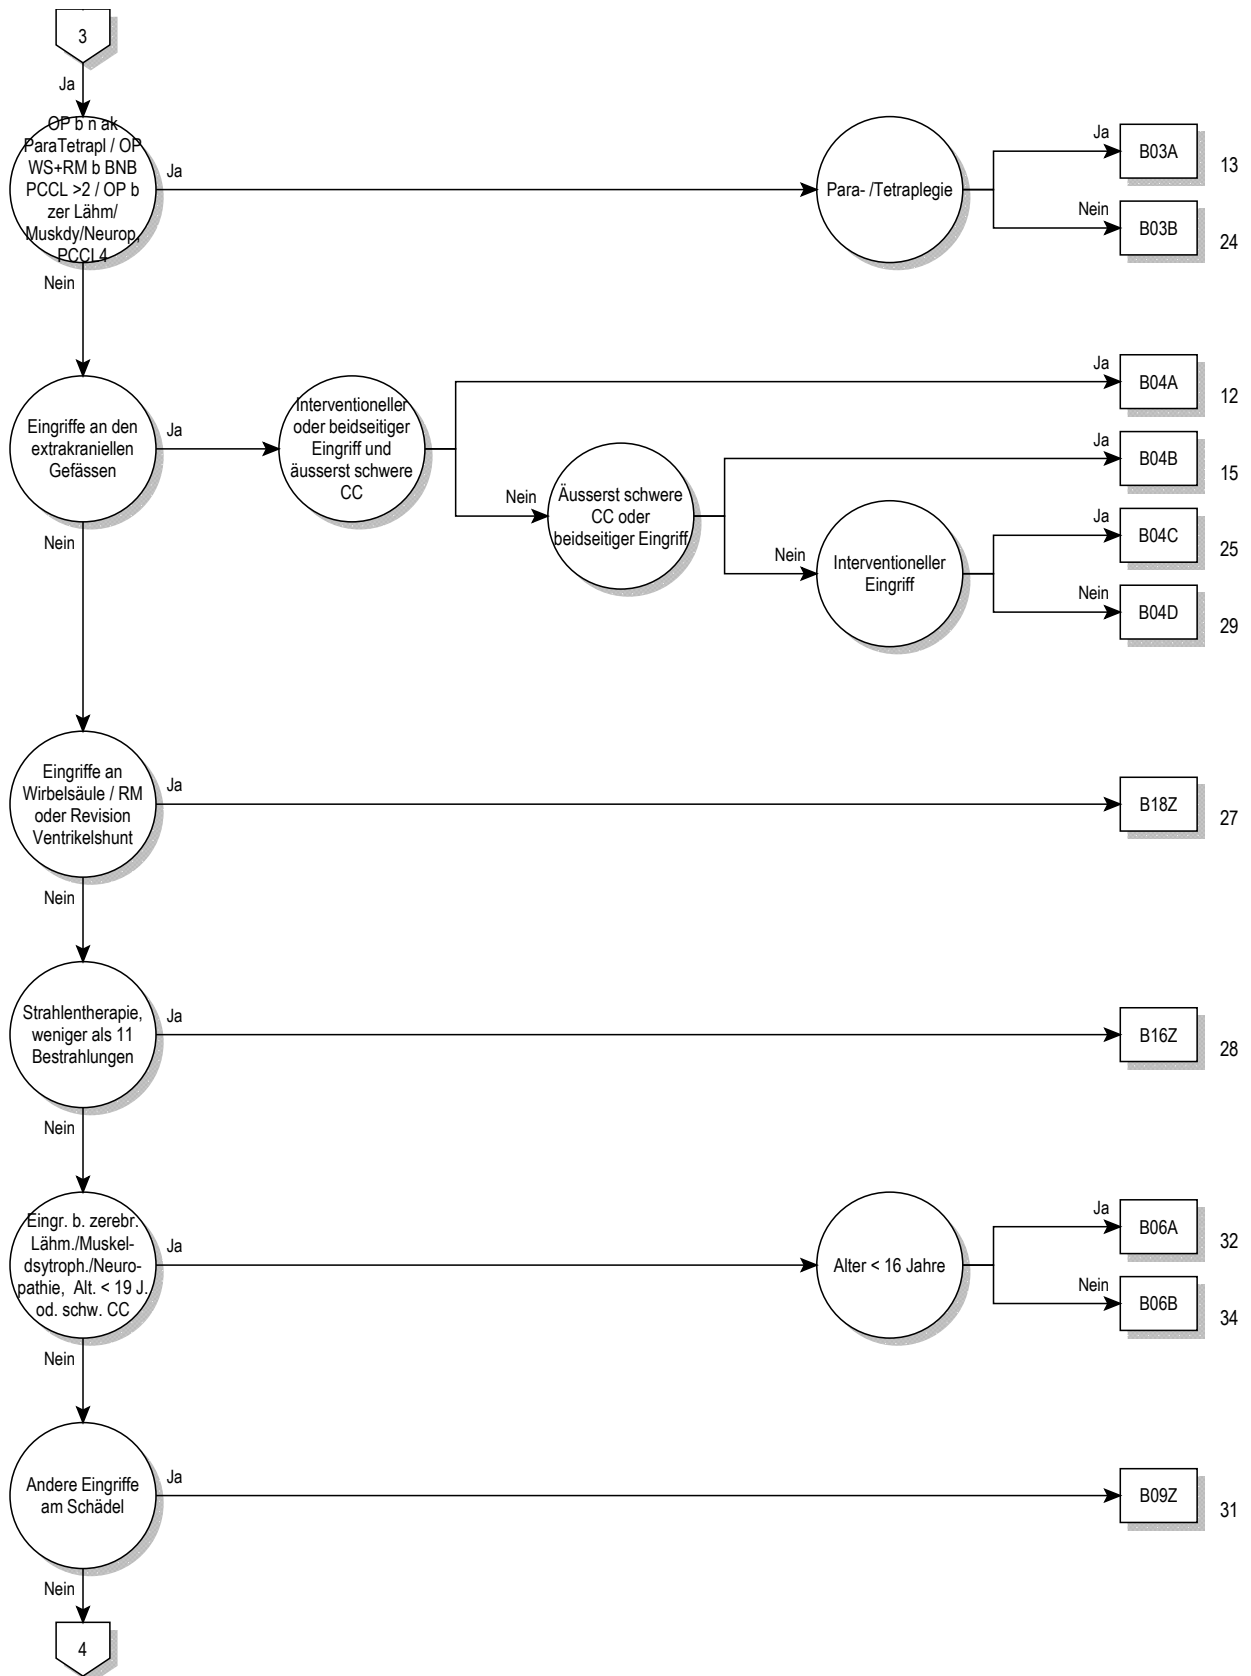 3
Ja
OP b n ak
ParaTetrapl / OP
WS+RM b BNB
PCCL >2 / OP b
zer Lähm/
Muskdy/Neurop,
PCCL4
Ja
Para- /Tetraplegie
Ja
B03A
13
Nein
B03B
24
Nein
Eingriffe an den
extrakraniellen
Gefässen
Ja
Interventioneller
oder beidseitiger
Eingriff und
äusserst schwere
CC
Ja
B04A
12
Nein
Äusserst schwere
CC oder
beidseitiger Eingriff
Ja
B04B
15
Nein
Interventioneller
Eingriff
Ja
B04C
25
Nein
B04D
29
Nein
Eingriffe an
Wirbelsäule / RM
oder Revision
Ventrikelshunt
Ja
B18Z
27
Nein
Strahlentherapie,
weniger als 11
Bestrahlungen
Ja
B16Z
28
Nein
Eingr. b. zerebr.
Lähm./Muskel-
dsytroph./Neuro-
pathie, Alt. < 19 J.
od. schw. CC
Ja
Alter < 16 Jahre
Ja
B06A
32
Nein
B06B
34
Nein
Andere Eingriffe
am Schädel
Ja
B09Z
31
Nein
4